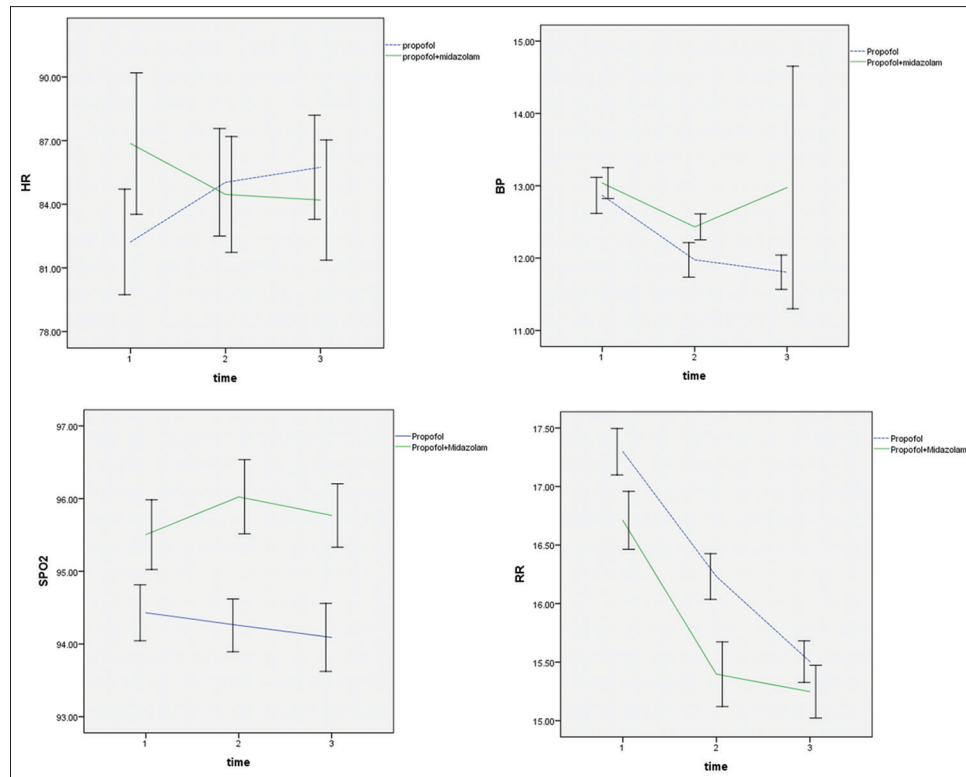 propofol
propofol+midazolam
90.00
87.00
84.00
81.00
78.00
HR
1 2 3
time
Propofol
Propofol+midazolam
15.00
14.00
13.00
12.00
11.00
BP
1 2 3
time
Propofol
Propofol+Midazolam
97.00
96.00
95.00
94.00
93.00
SPO2
1 2 3
time
Propofol
Propofol+Midazolam
17.50
17.00
16.50
16.00
15.50
15.00
RR
1 2 3
time